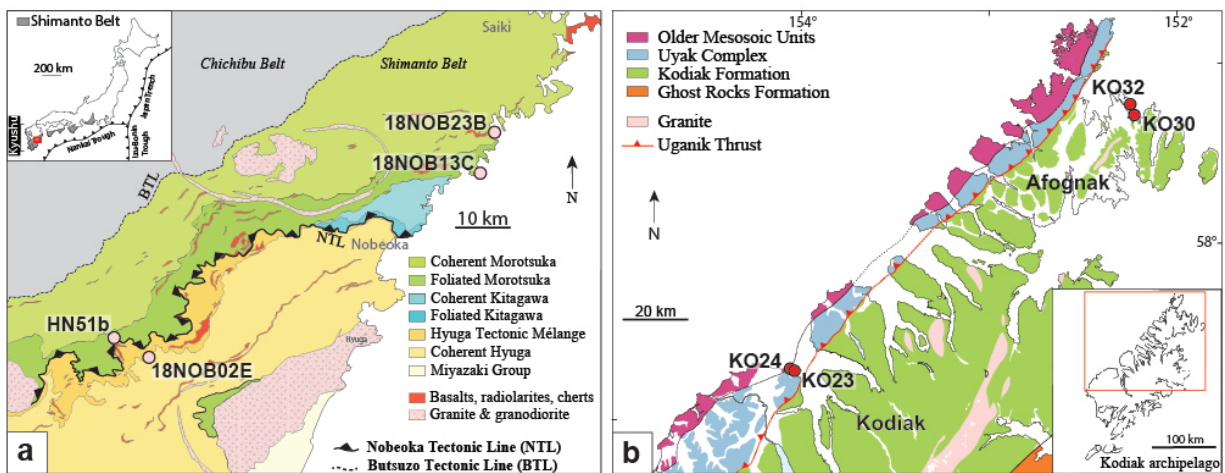 Shimanto Belt
200 km
Kyushu
Nankai Trough
Izu-Bonin
Trough
Japan Trench
Saiki
Chichibu Belt
Shimanto Belt
18NOB23B
18NOB13C
BTL
N
10 km
NTL
Nobeoka
HN51b
18NOB02E
Hyuga
Coherent Morotsuka
Foliated Morotsuka
Coherent Kitagawa
Foliated Kitagawa
Hyuga Tectonic Mélange
Coherent Hyuga
Miyazaki Group
Basalts, radiolarites, cherts
Granite & granodiorite
Nobeoka Tectonic Line (NTL)
Butsuzo Tectonic Line (BTL)
a
154°
152°
Older Mesosoic Units
Uyak Complex
Kodiak Formation
Ghost Rocks Formation
Granite
Uganik Thrust
KO32
KO30
Afognak
N
58°
20 km
KO24
KO23
Kodiak
100 km
Kodiak archipelago
b